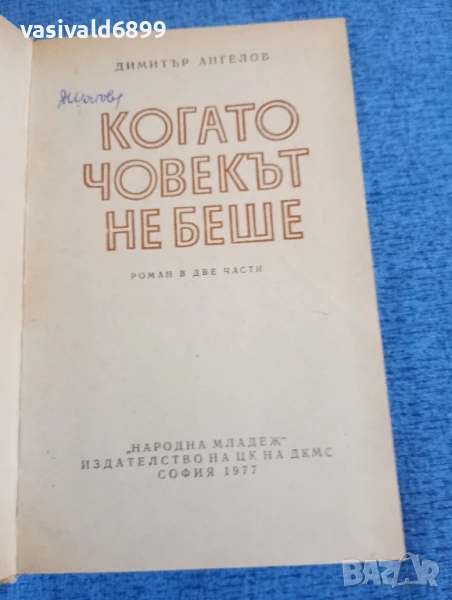 vasivald6899
ДИМИТЪР АНГЕЛОВ
КОГАТО
ЧОВЕКЪТ
НЕ БЕШЕ
РОМАН В ДВЕ ЧАСТИ
„НАРОДНА МЛАДЕЖ“
ИЗДАТЕЛСТВО НА ЦК НА ДКМС
СОФИЯ 1977
BAZAR